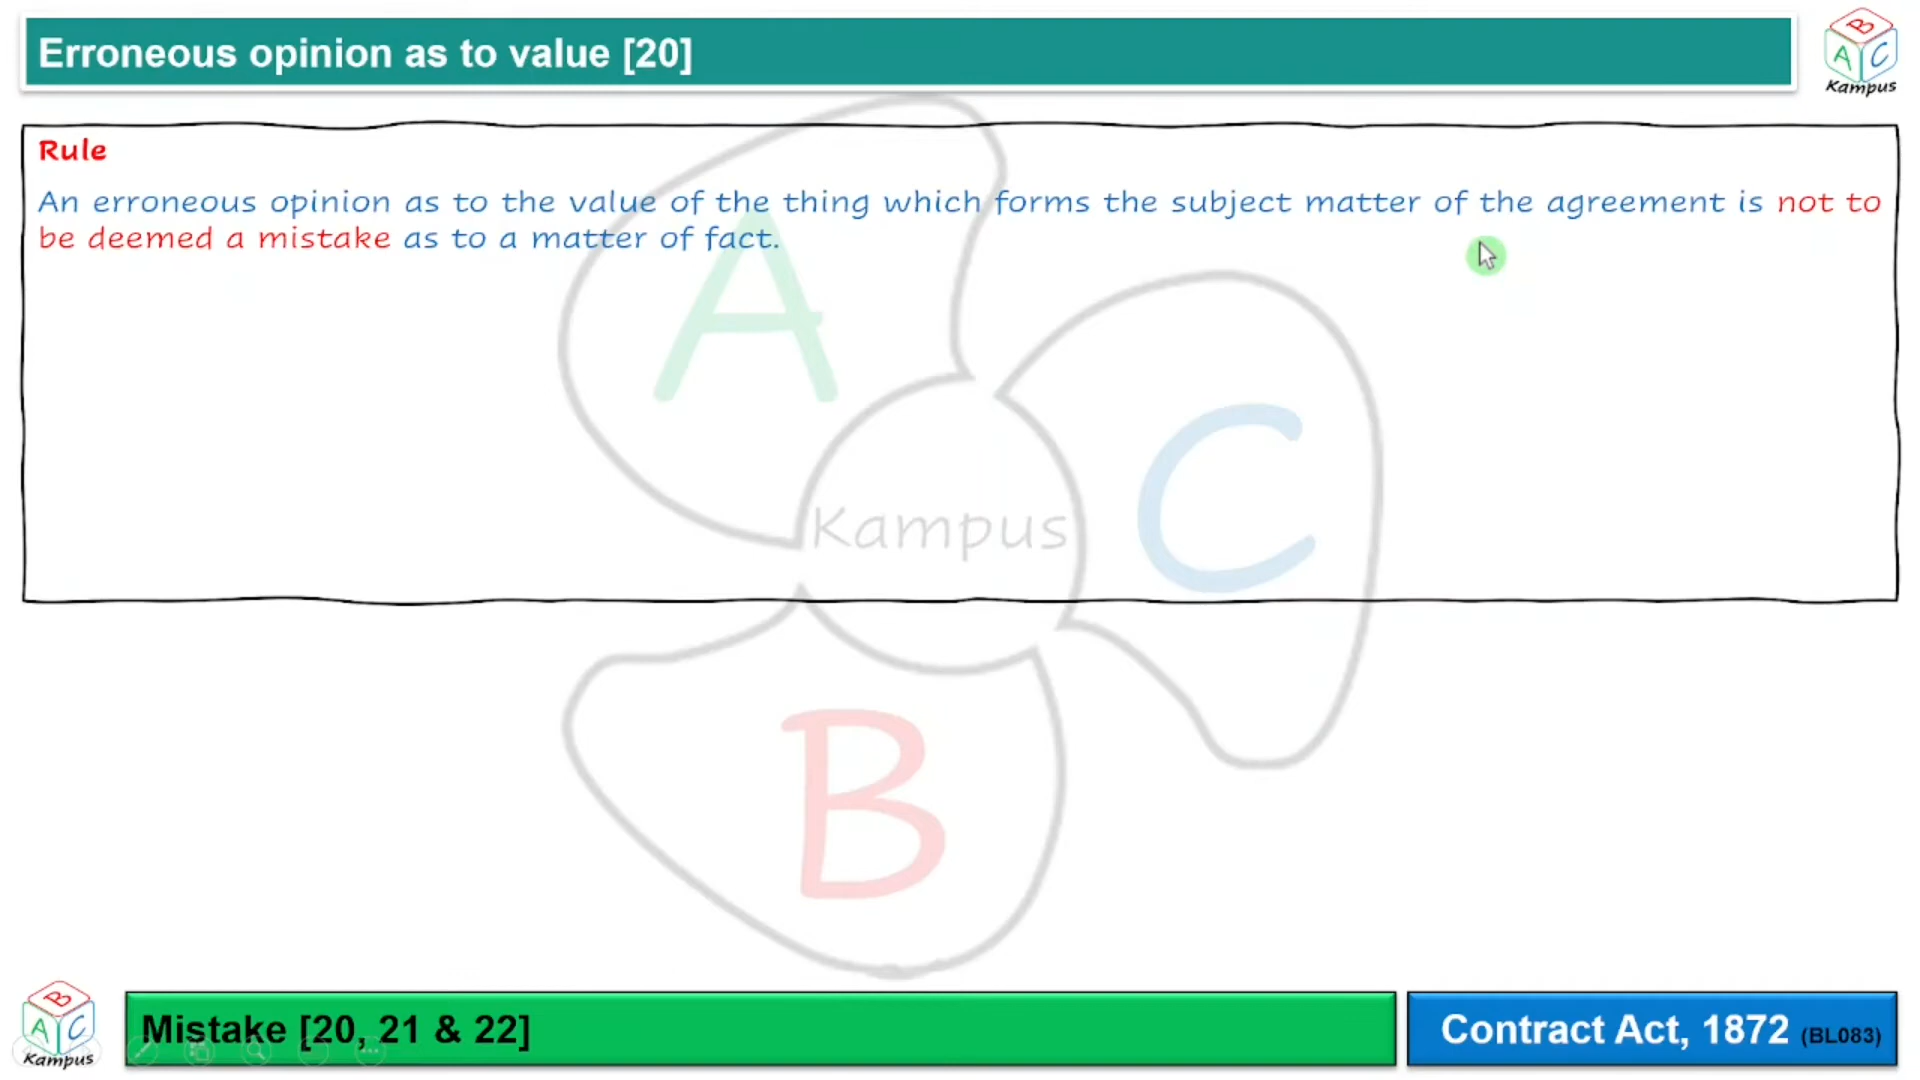 Erroneous opinion as to value [20]
B
A C
Kampus
Rule
An erroneous opinion as to the value of the thing which forms the subject matter of the agreement is not to
be deemed a mistake as to a matter of fact.
A
C
Kampus
B
B
A C
Kampus
Mistake [20, 21 & 22]
Contract Act, 1872 (BL083)